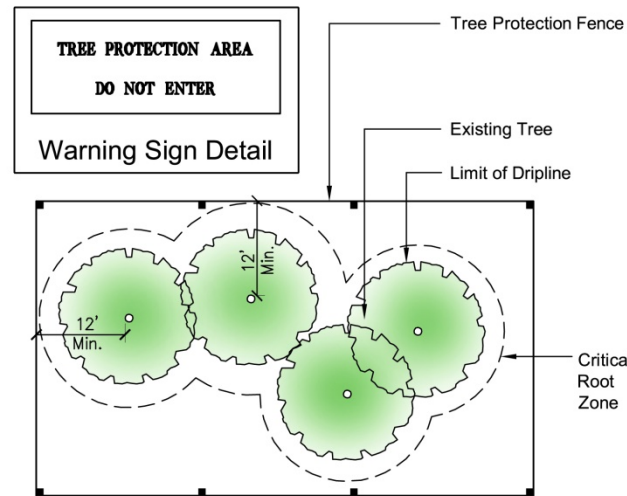 TREE PROTECTION AREA
DO NOT ENTER
Warning Sign Detail
Tree Protection Fence
Existing Tree
Limit of Dripline
12'
Min.
12'
Min.
Critica
Root
Zone